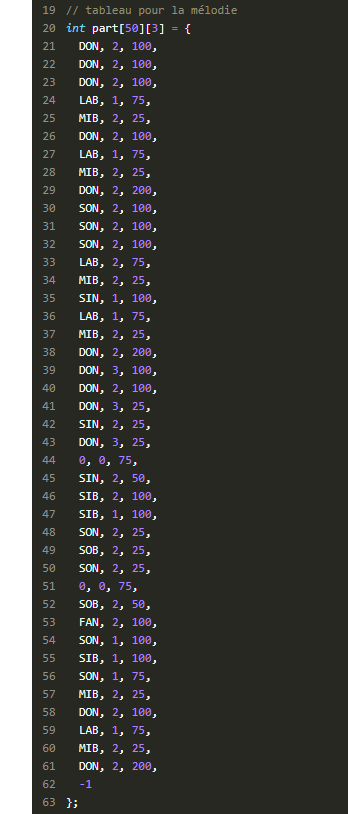 19 // tableau pour la mélodie
20 int part[50][3] = {
21 DON, 2, 100,
22 DON, 2, 100,
23 DON, 2, 100,
24 LAB, 1, 75,
25 MIB, 2, 25,
26 DON, 2, 100,
27 LAB, 1, 75,
28 MIB, 2, 25,
29 DON, 2, 200,
30 SON, 2, 100,
31 SON, 2, 100,
32 SON, 2, 100,
33 LAB, 2, 75,
34 MIB, 2, 25,
35 SIN, 1, 100,
36 LAB, 1, 75,
37 MIB, 2, 25,
38 DON, 2, 200,
39 DON, 3, 100,
40 DON, 2, 100,
41 DON, 3, 25,
42 SIN, 2, 25,
43 DON, 3, 25,
44 0, 0, 75,
45 SIN, 2, 50,
46 SIB, 2, 100,
47 SIB, 1, 100,
48 SON, 2, 25,
49 SOB, 2, 25,
50 SON, 2, 25,
51 0, 0, 75,
52 SOB, 2, 50,
53 FAN, 2, 100,
54 SON, 1, 100,
55 SIB, 1, 100,
56 SON, 1, 75,
57 MIB, 2, 25,
58 DON, 2, 100,
59 LAB, 1, 75,
60 MIB, 2, 25,
61 DON, 2, 200,
62 -1
63 };